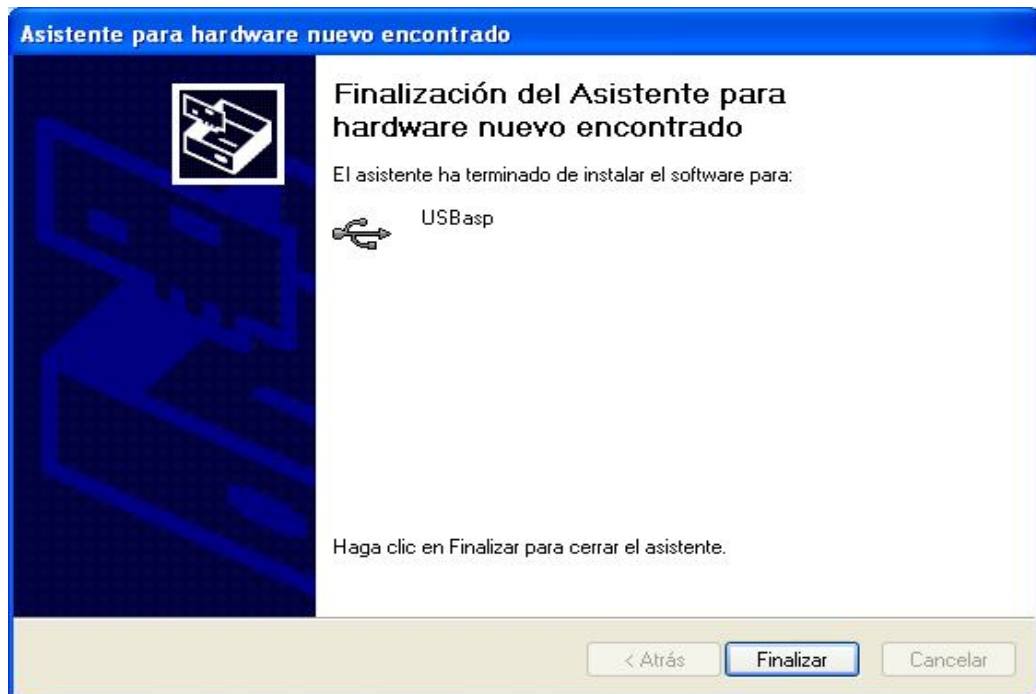 Asistente para hardware nuevo encontrado
Finalización del Asistente para
hardware nuevo encontrado
El asistente ha terminado de instalar el software para:
USBasp
Haga clic en Finalizar para cerrar el asistente.
< Atrás Finalizar Cancelar